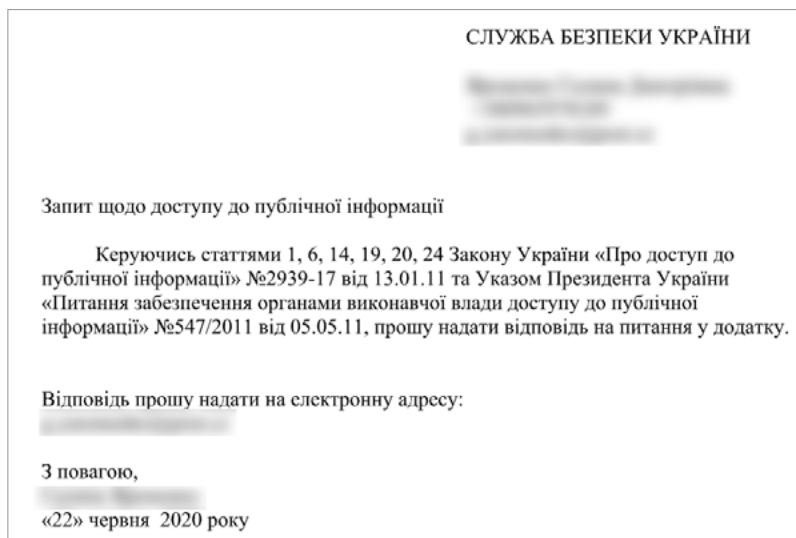 СЛУЖБА БЕЗПЕКИ УКРАЇНИ
Запит щодо доступу до публічної інформації
Керуючись статтями 1, 6, 14, 19, 20, 24 Закону України «Про доступ до
публічної інформації» №2939-17 від 13.01.11 та Указом Президента України
«Питання забезпечення органами виконавчої влади доступу до публічної
інформації» №547/2011 від 05.05.11, прошу надати відповідь на питання у додатку.
Відповідь прошу надати на електронну адресу:
З повагою,
«22» червня 2020 року